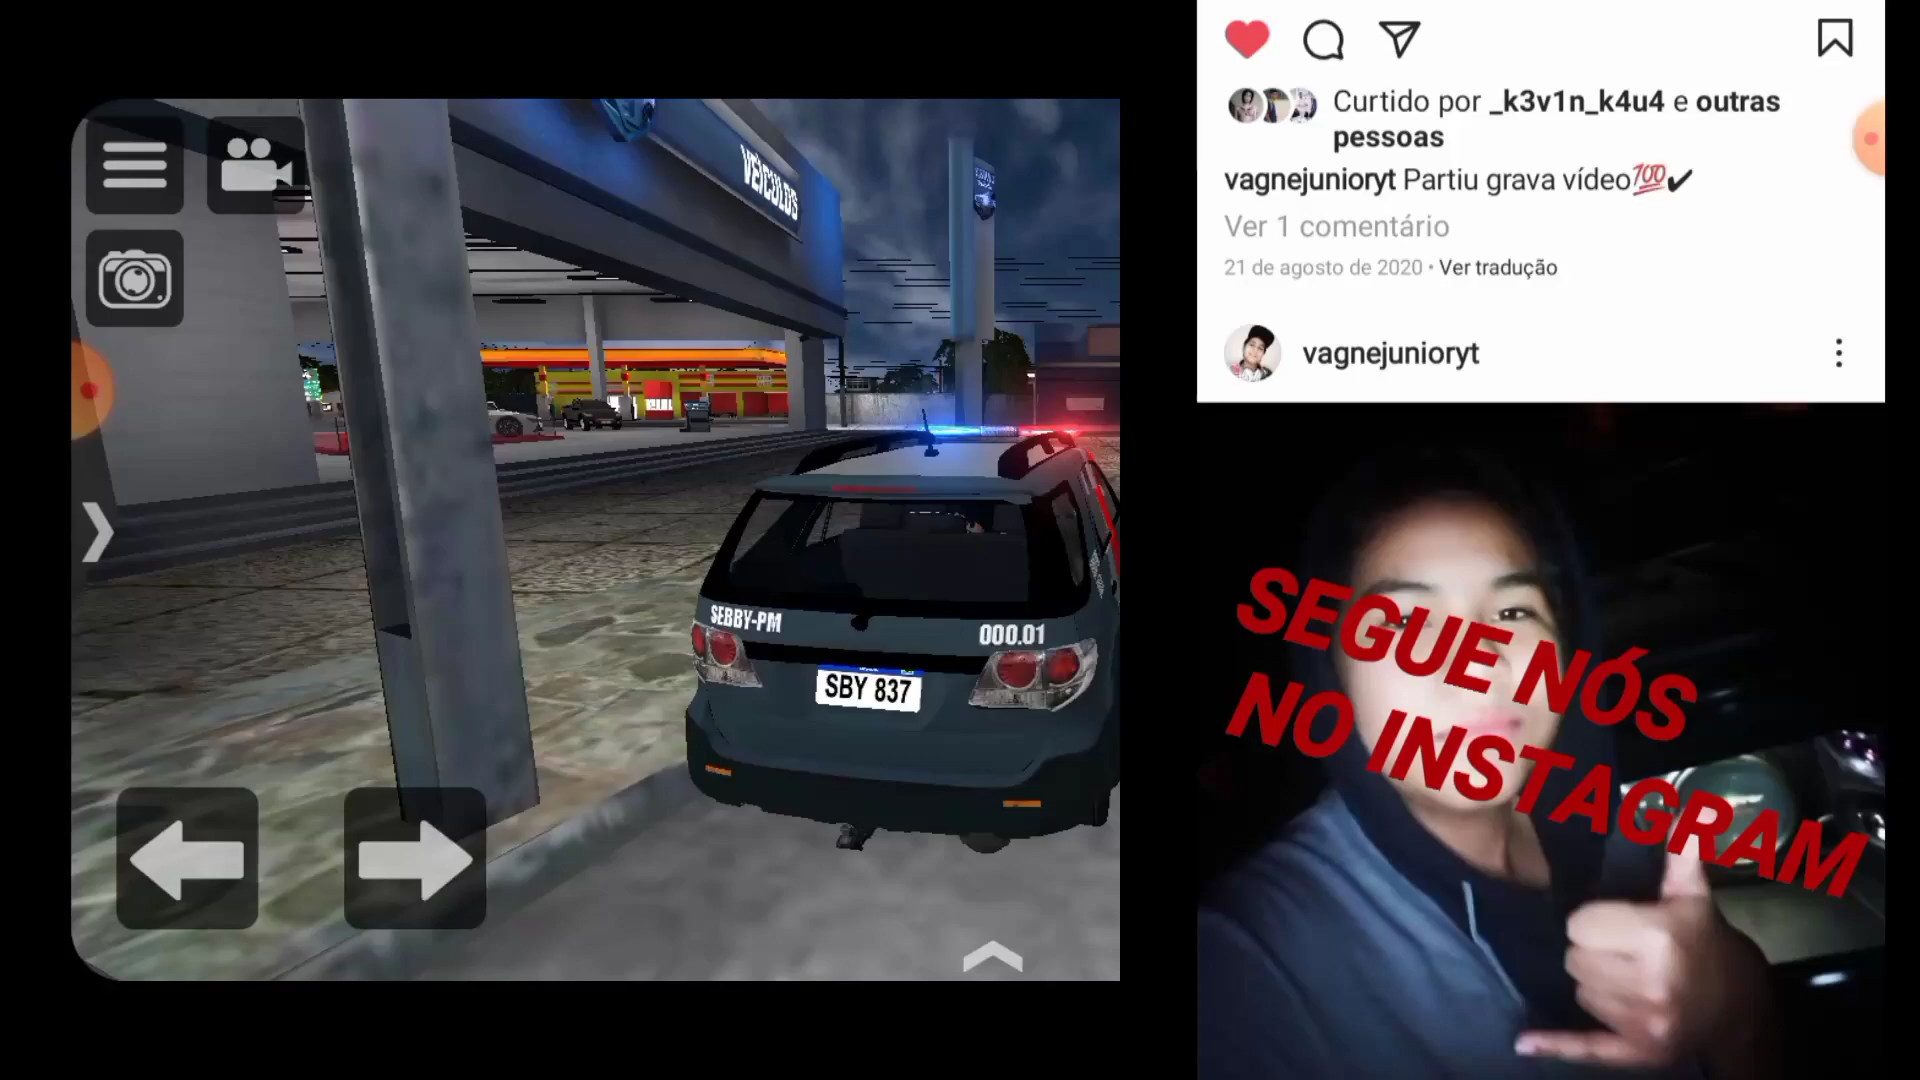 VEÍCULOS
SEBBY-PM
000.01
SBY 837
Curtido por _k3v1n_k4u4 e outras
pessoas
vagnejunioryt Partiu grava vídeo💯✔
Ver 1 comentário
21 de agosto de 2020 • Ver tradução
vagnejunioryt
SEGUE NÓS
NO INSTAGRAM